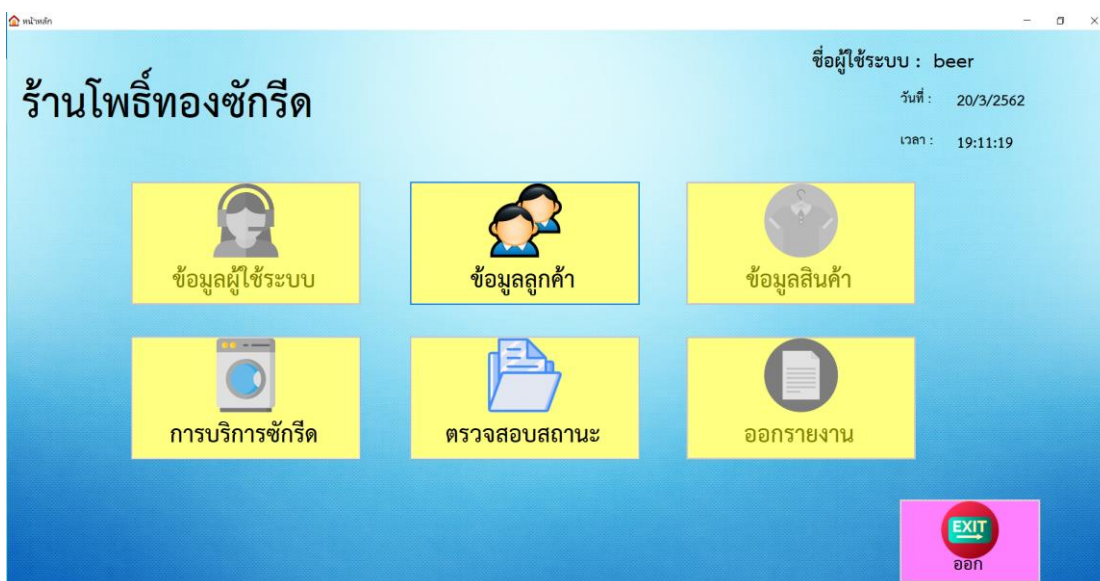 หน้าหลัก
ชื่อผู้ใช้ระบบ : beer
ร้านโพธิ์ทองซักรีด
วันที่ : 20/3/2562
เวลา : 19:11:19
ข้อมูลผู้ใช้ระบบ
ข้อมูลลูกค้า
ข้อมูลสินค้า
การบริการซักรีด
ตรวจสอบสถานะ
ออกรายงาน
EXIT
ออก